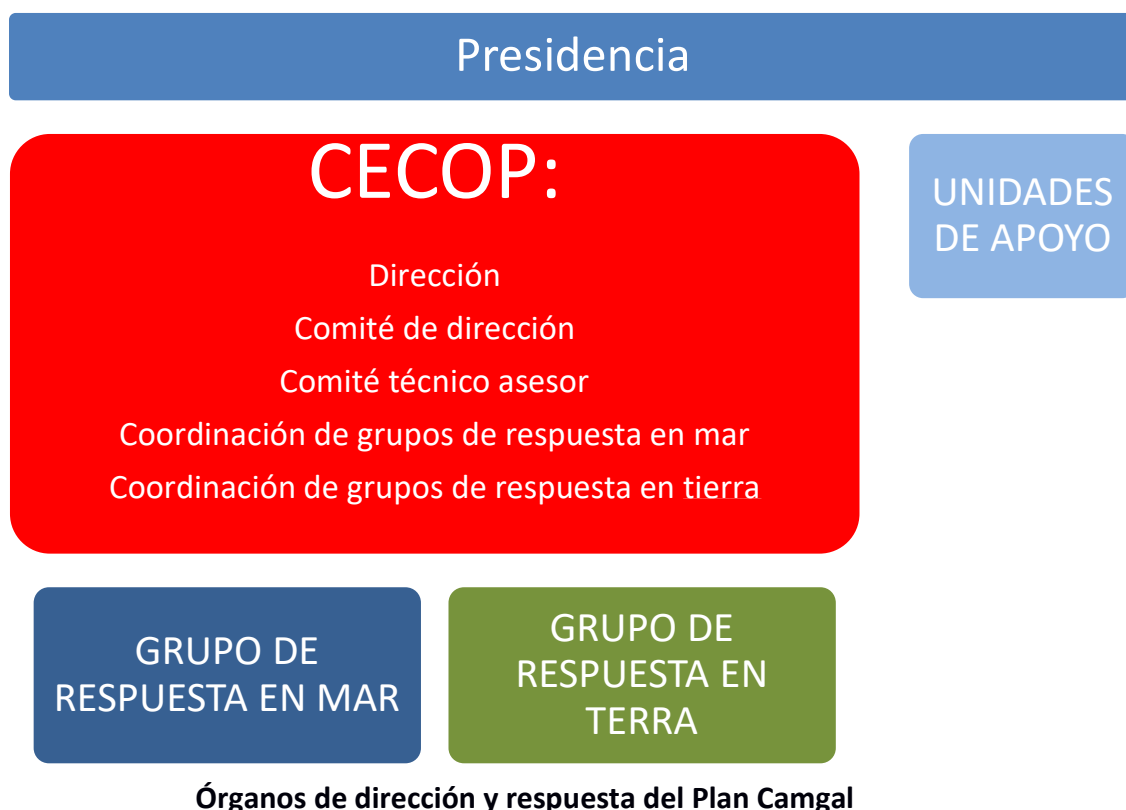 Presidencia
CECOP:
Dirección
Comité de dirección
Comité técnico asesor
Coordinación de grupos de respuesta en mar
Coordinación de grupos de respuesta en tierra
UNIDADES
DE APOYO
GRUPO DE
RESPUESTA EN MAR
GRUPO DE
RESPUESTA EN
TERRA
Órganos de dirección y respuesta del Plan Camgal